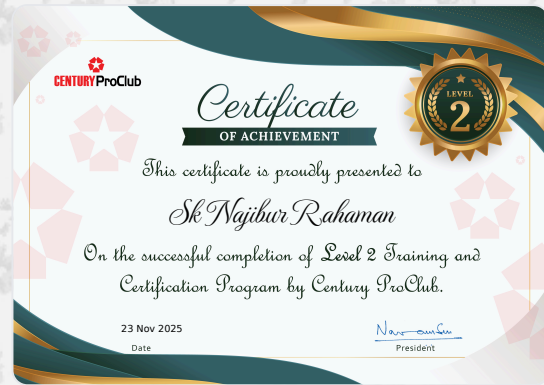 CENTURY ProClub
LEVEL
2
Certificate
OF ACHIEVEMENT
This certificate is proudly presented to
Sk Najibur Rahaman
On the successful completion of Level 2 Training and
Certification Program by Century ProClub.
23 Nov 2025
Date
President